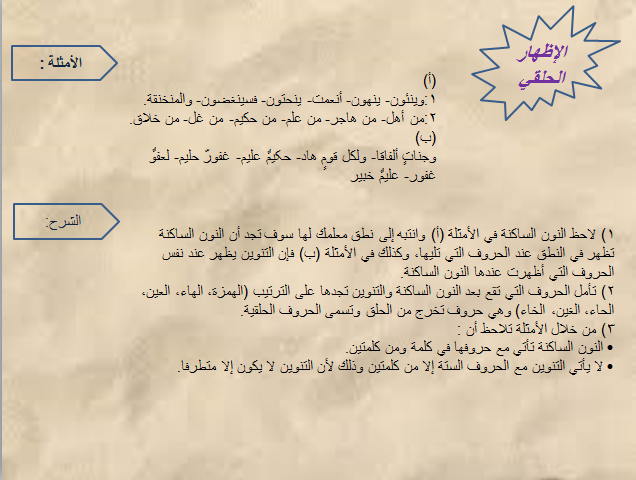 الإظهار
الحلقي
الأمثلة :
(أ)
١ :وينئون- ينهون- أنعمت- ينحتون- فسينغضون- والمنخنقة.
٢ :من أهل- من هاجر- من علم- من حكيم- من غل- من خلاق.
(ب)
وجناتٍ ألفافا- ولكل قومٍ هاد- حكيمٌ عليم- غفورٌ حليم- لعفوٌ
غفور- عليمٌ خبير
الشرح:
١) لاحظ النون الساكنة في الأمثلة (أ) وانتبه إلى نطق معلمك لها سوف تجد أن النون الساكنة
تظهر في النطق عند الحروف التي تليها، وكذلك في الأمثلة (ب) فإن التنوين يظهر عند نفس
الحروف التي أظهرت عندها النون الساكنة.
٢) تأمل الحروف التي تقع بعد النون الساكنة والتنوين تجدها على الترتيب (الهمزة، الهاء، العين،
الحاء، الغين، الخاء) وهي حروف تخرج من الحلق وتسمى الحروف الحلقية.
٣) من خلال الأمثلة تلاحظ أن :
• النون الساكنة تأتي مع حروفها في كلمة ومن كلمتين.
• لا يأتي التنوين مع الحروف الستة إلا من كلمتين وذلك لأن التنوين لا يكون إلا متطرفا.